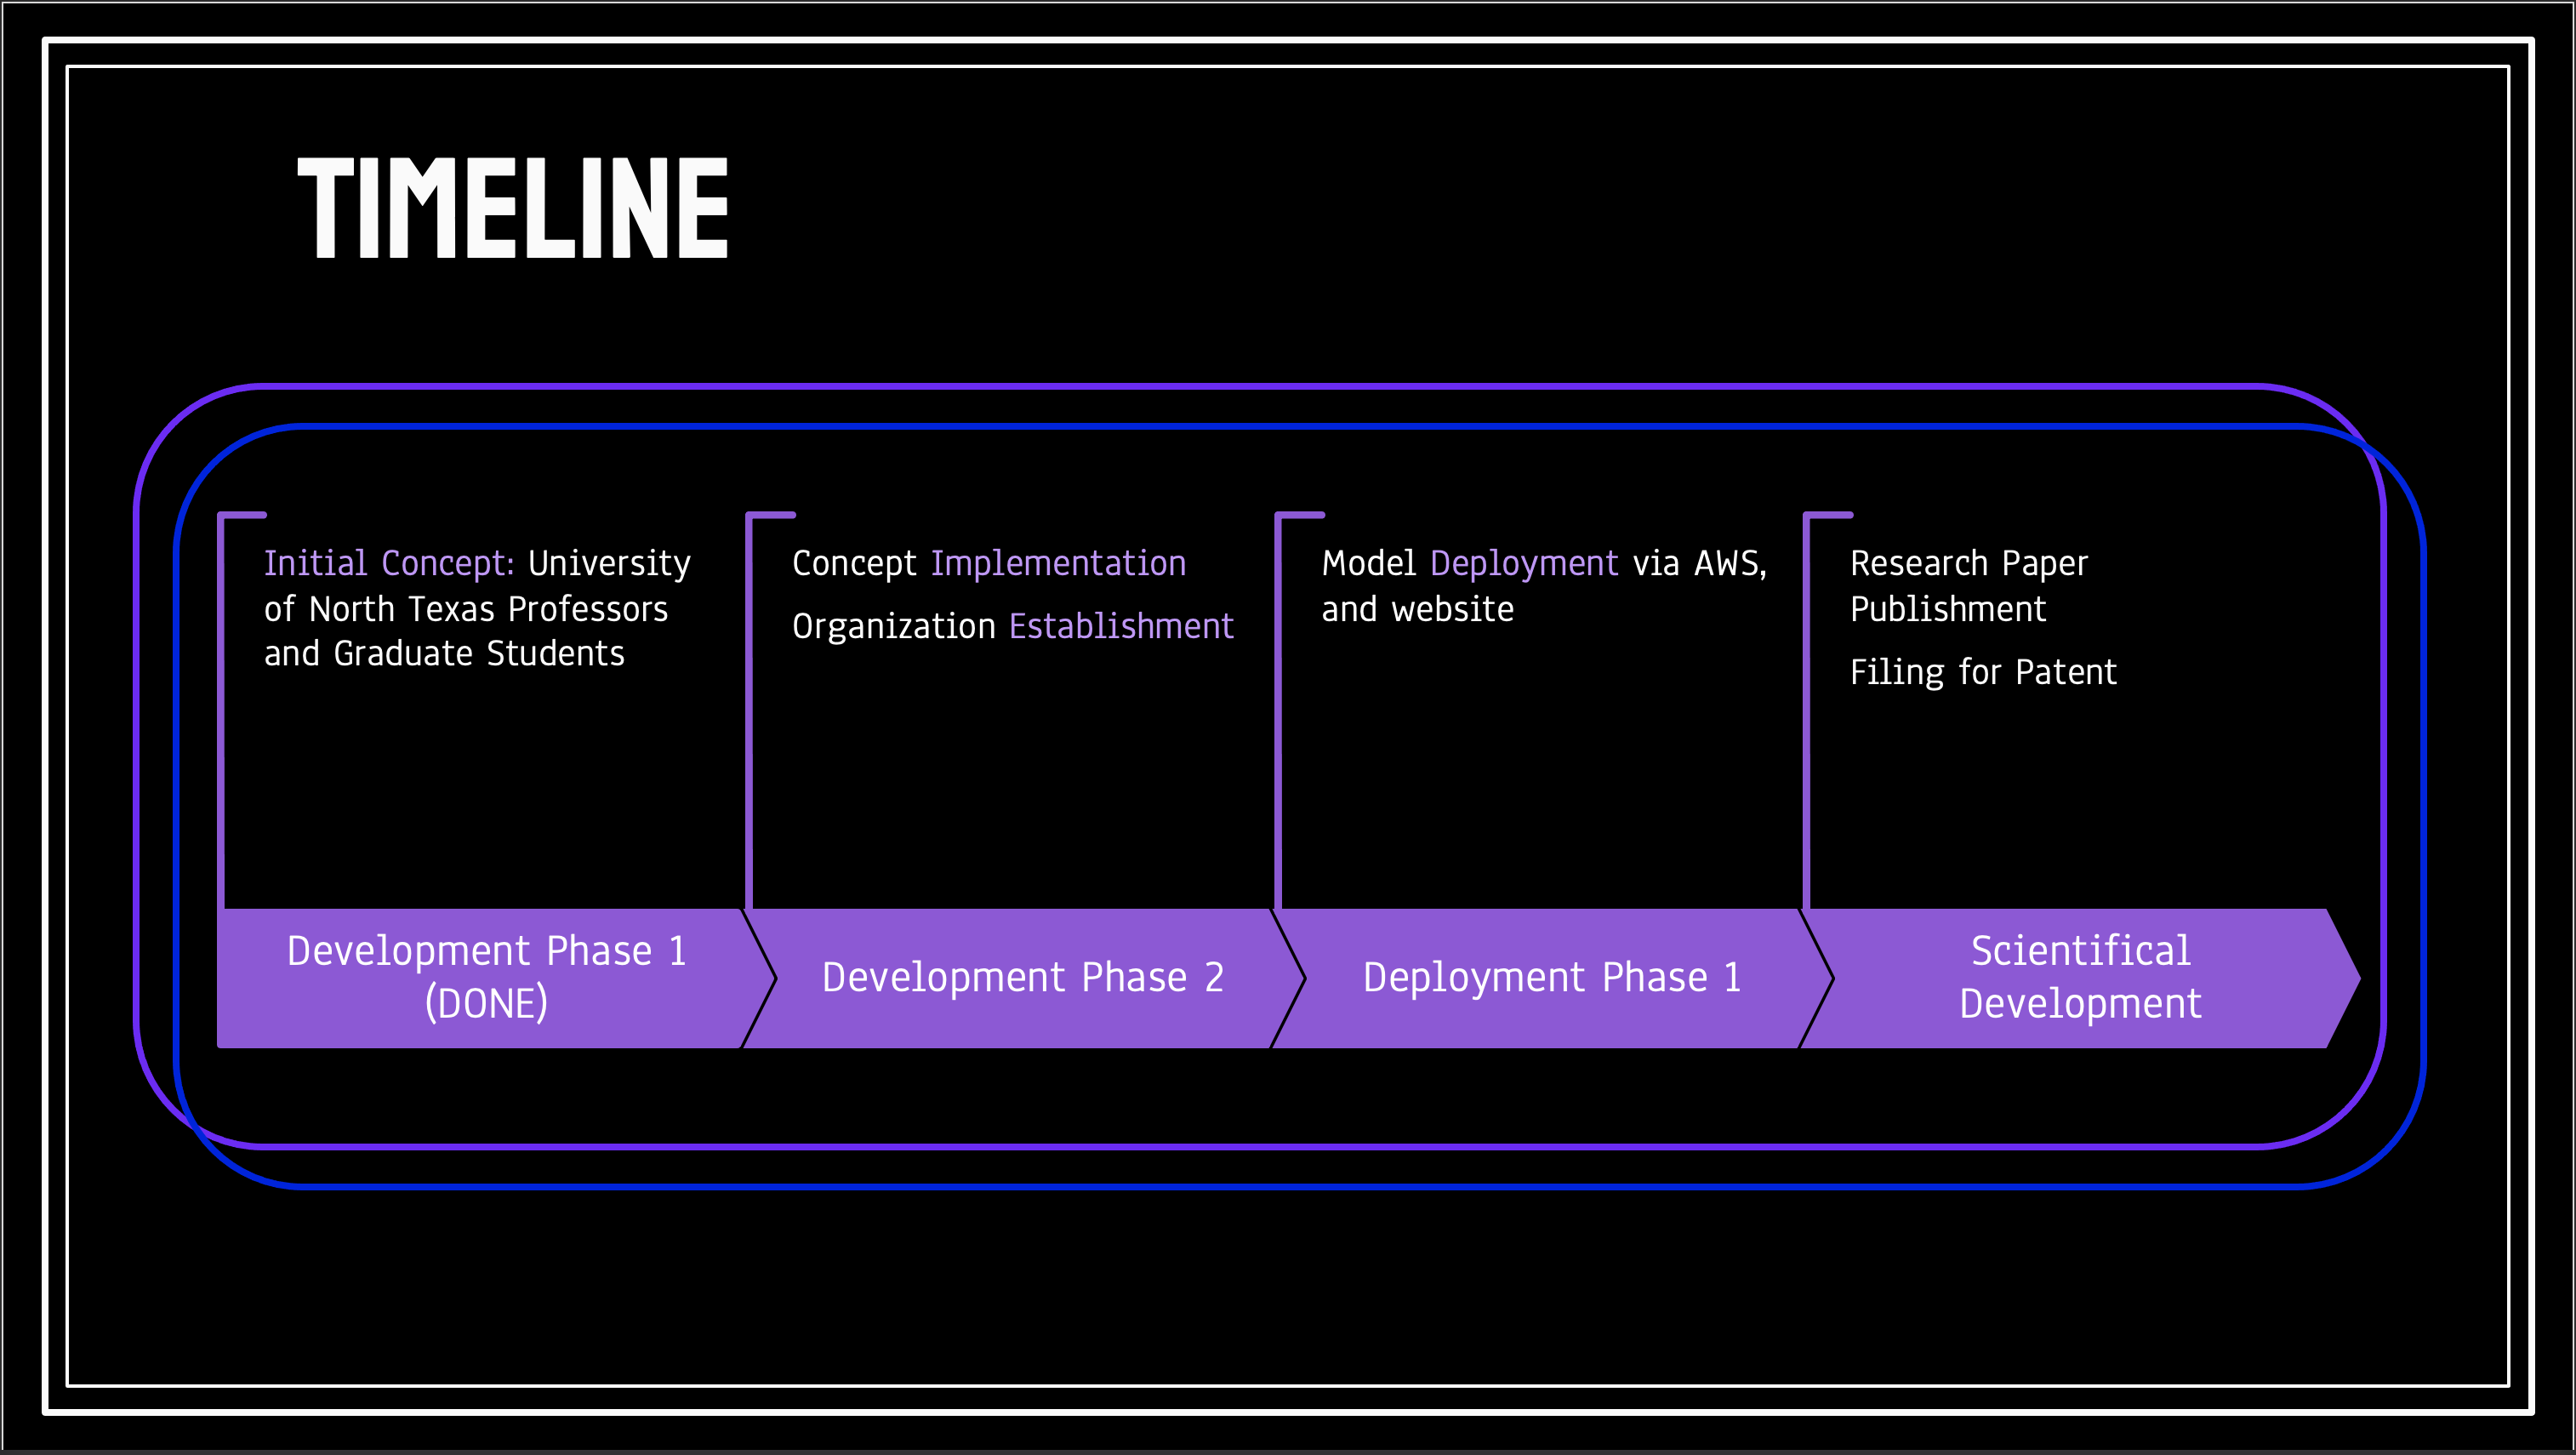 TIMELINE
Initial Concept: University
of North Texas Professors
and Graduate Students
Concept Implementation
Organization Establishment
Model Deployment via AWS,
and website
Research Paper
Publishment
Filing for Patent
Development Phase 1
(DONE)
Development Phase 2
Deployment Phase 1
Scientifical
Development